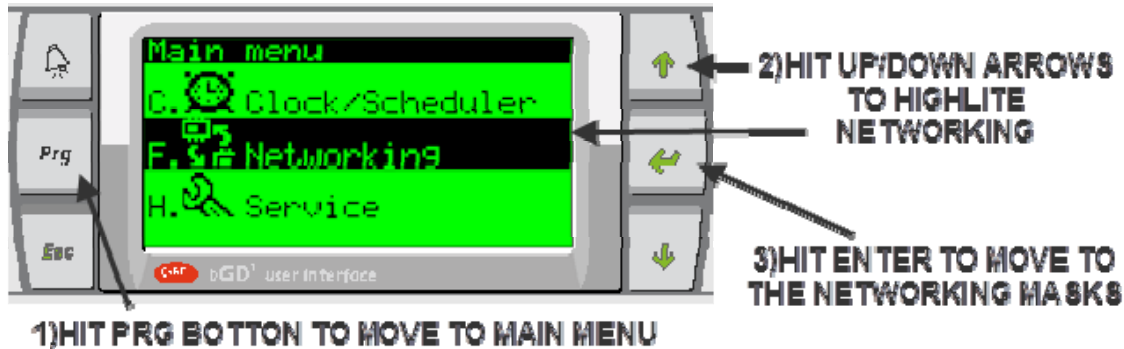 Main menu
C. Clock/Scheduler
F. Networking
H. Service
Prg
Esc
user interface
2)HIT UP/DOWN ARROWS
TO HIGHLITE
NETWORKING
3)HIT ENTER TO MOVE TO
THE NETWORKING MASKS
1)HIT PRG BOTTON TO MOVE TO MAIN MENU